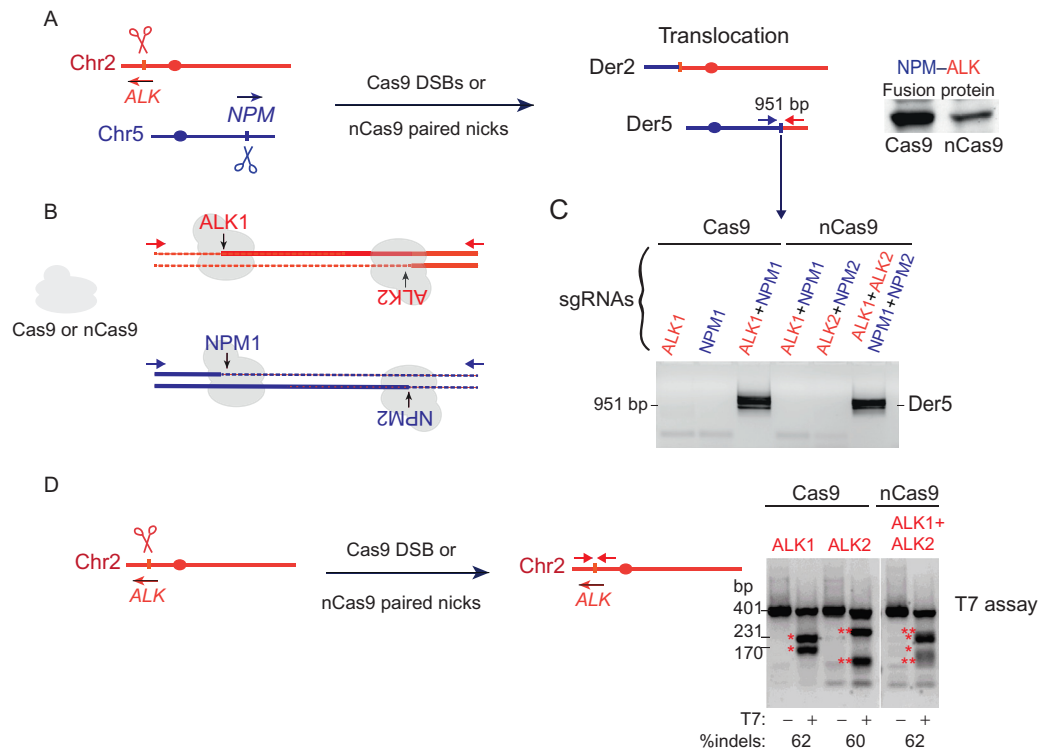 A
Chr2
ALK
NPM
Chr5
Cas9 DSBs or
nCas9 paired nicks
Translocation
Der2
951 bp
Der5
NPM–ALK
Fusion protein
Cas9 nCas9
B
ALK1
ALK2
Cas9 or nCas9
NPM1
NPM2
C
Cas9 nCas9
sgRNAs
ALK1
NPM1
ALK1+NPM1
ALK1+NPM1
ALK2+NPM2
ALK1+ALK2
NPM1+NPM2
951 bp
Der5
D
Chr2
ALK
Cas9 DSB or
nCas9 paired nicks
Chr2
ALK
Cas9 nCas9
ALK1 ALK2 ALK1+
ALK2
bp
401
231
170
* * ** ** ** * **
T7 assay
T7: – + – + – +
%indels: 62 60 62